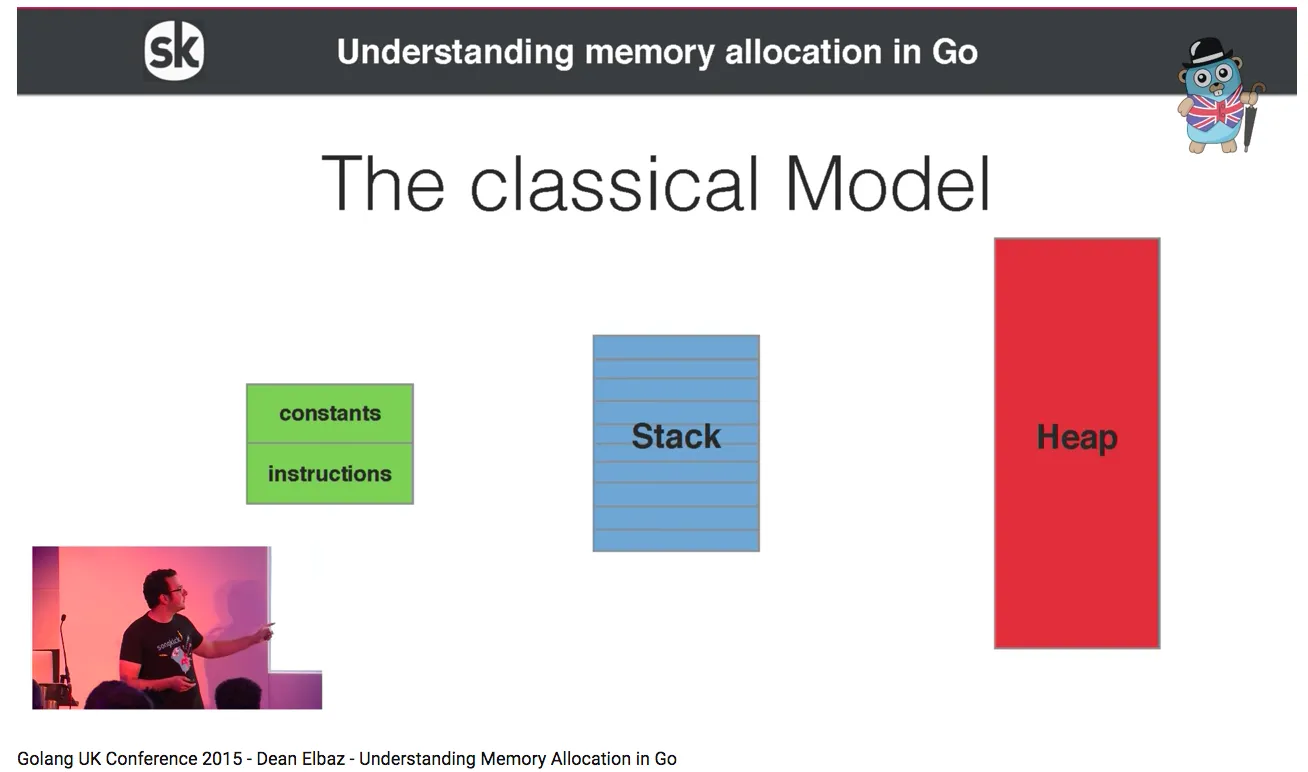 sk
Understanding memory allocation in Go
The classical Model
constants
instructions
Stack
Heap
songkick
Golang UK Conference 2015 - Dean Elbaz - Understanding Memory Allocation in Go